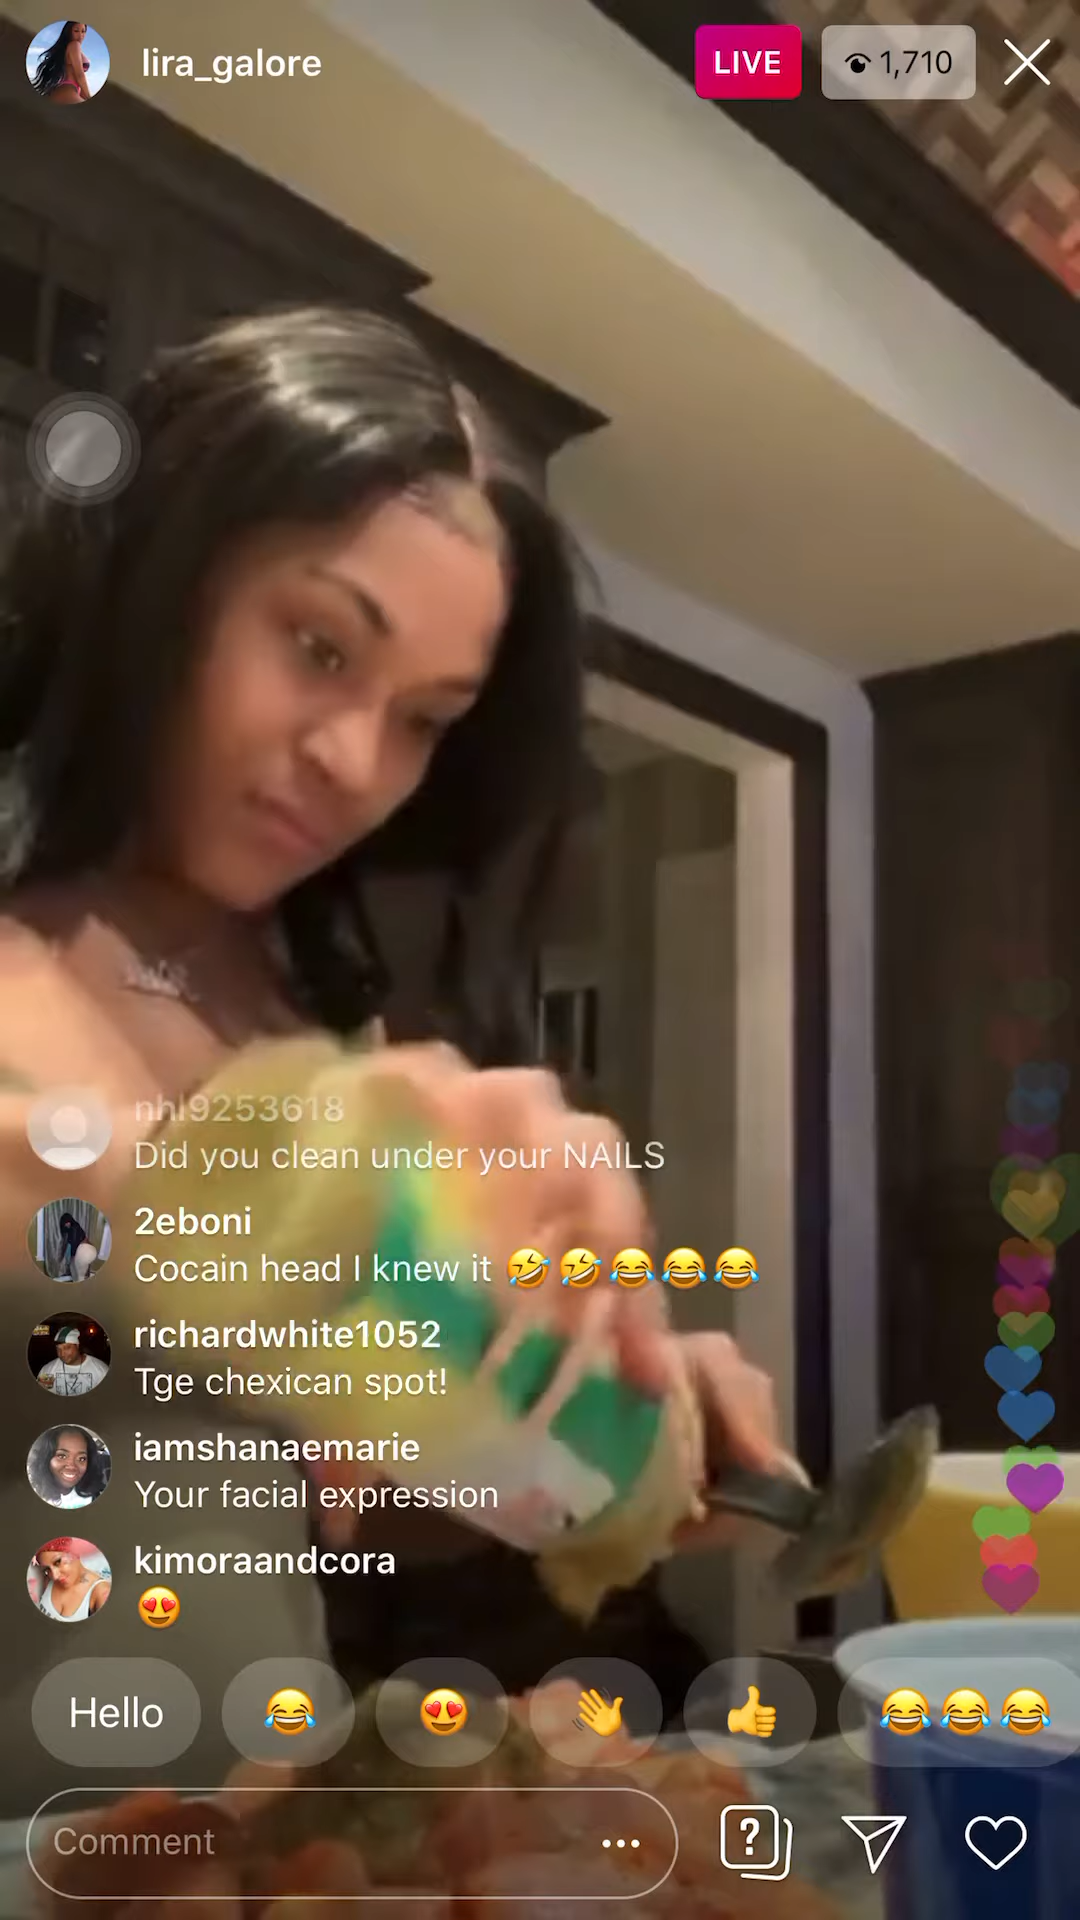 lira_galore
LIVE
1,710
nhl9253618
Did you clean under your NAILS
2eboni
Cocain head I knew it 🤣🤣😂😂😂
richardwhite1052
Tge chexican spot!
iamshanaemarie
Your facial expression
kimoraandcora
😍
Hello 😂 😍 👋 👍 😂😂😂
Comment
?